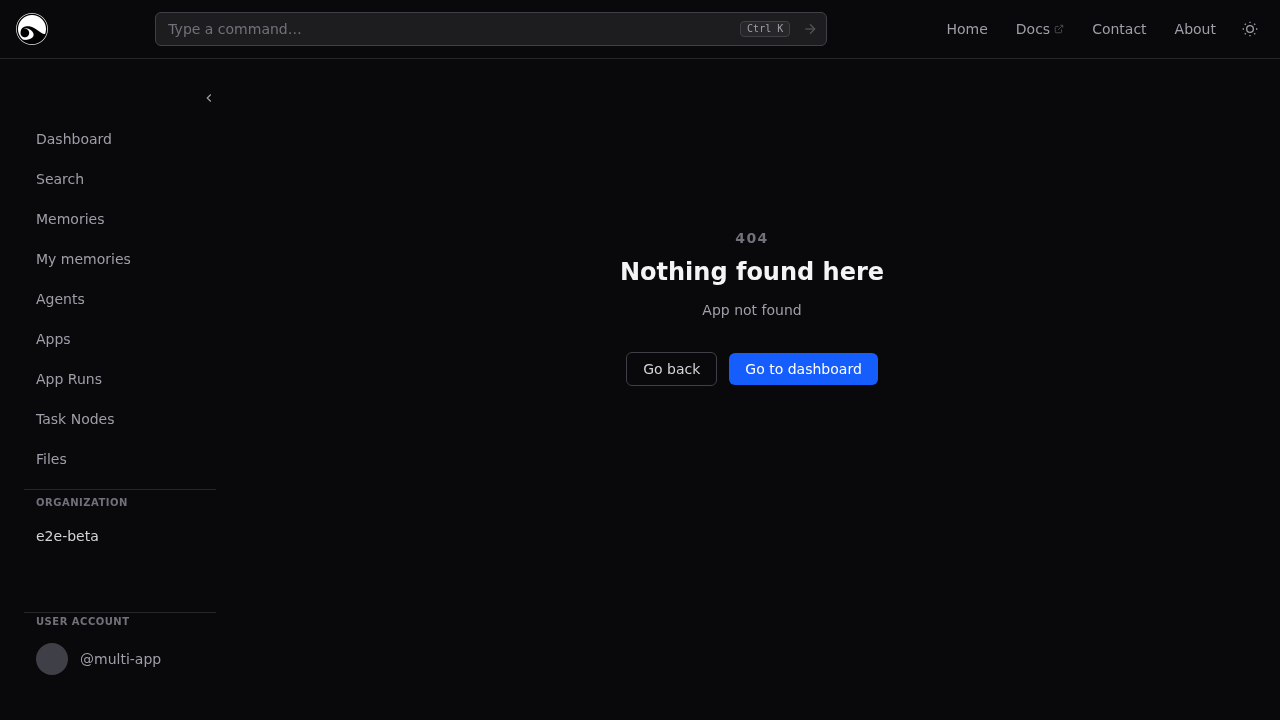 Type a command...
Ctrl K
Home
Docs
Contact
About
Dashboard
Search
Memories
My memories
Agents
Apps
App Runs
Task Nodes
Files
ORGANIZATION
e2e-beta
USER ACCOUNT
@multi-app
404
Nothing found here
App not found
Go back
Go to dashboard